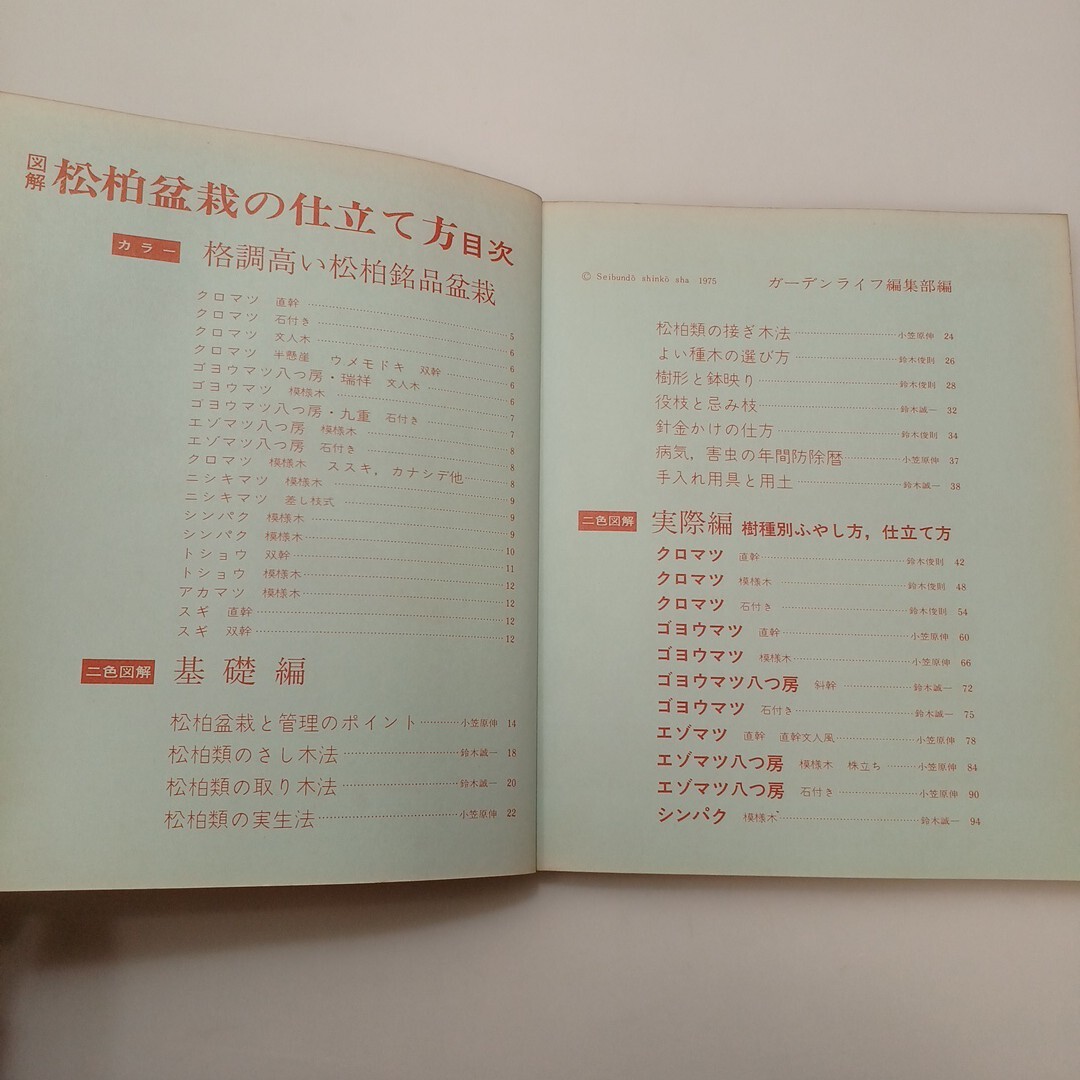 図解 松柏盆栽の仕立て方目次
カラー 格調高い松柏銘品盆栽
クロマツ 直幹 5
クロマツ 石付き 6
クロマツ 文人木 6
クロマツ 半懸崖 ウメモドキ 双幹 6
ゴヨウマツ八つ房・瑞祥 文人木 6
ゴヨウマツ 模様木 7
ゴヨウマツ八つ房・九重 石付き 7
エゾマツ八つ房 模様木 8
エゾマツ八つ房 石付き 8
クロマツ 模様木 ススキ，カナシデ他 8
ニシキマツ 模様木 9
ニシキマツ 差し枝式 9
シンパク 模様木 9
シンパク 模様木 10
トショウ 双幹 11
トショウ 模様木 12
アカマツ 模様木 12
スギ 直幹 12
スギ 双幹 12
二色図解 基礎編
松柏盆栽と管理のポイント 小笠原伸 14
松柏類のさし木法 鈴木誠一 18
松柏類の取り木法 鈴木誠一 20
松柏類の実生法 小笠原伸 22
© Seibundō shinkō sha 1975 ガーデンライフ編集部編
松柏類の接ぎ木法 小笠原伸 24
よい種木の選び方 鈴木俊則 26
樹形と鉢映り 鈴木俊則 28
役枝と忌み枝 鈴木誠一 32
針金かけの仕方 鈴木俊則 34
病気，害虫の年間防除暦 小笠原伸 37
手入れ用具と用土 鈴木誠一 38
二色図解 実際編 樹種別ふやし方，仕立て方
クロマツ 直幹 鈴木俊則 42
クロマツ 模様木 鈴木俊則 48
クロマツ 石付き 鈴木俊則 54
ゴヨウマツ 直幹 小笠原伸 60
ゴヨウマツ 模様木 小笠原伸 66
ゴヨウマツ八つ房 斜幹 鈴木誠一 72
ゴヨウマツ 石付き 鈴木誠一 75
エゾマツ 直幹 直幹文人風 小笠原伸 78
エゾマツ八つ房 模様木 株立ち 小笠原伸 84
エゾマツ八つ房 石付き 小笠原伸 90
シンパク 模様木 鈴木誠一 94